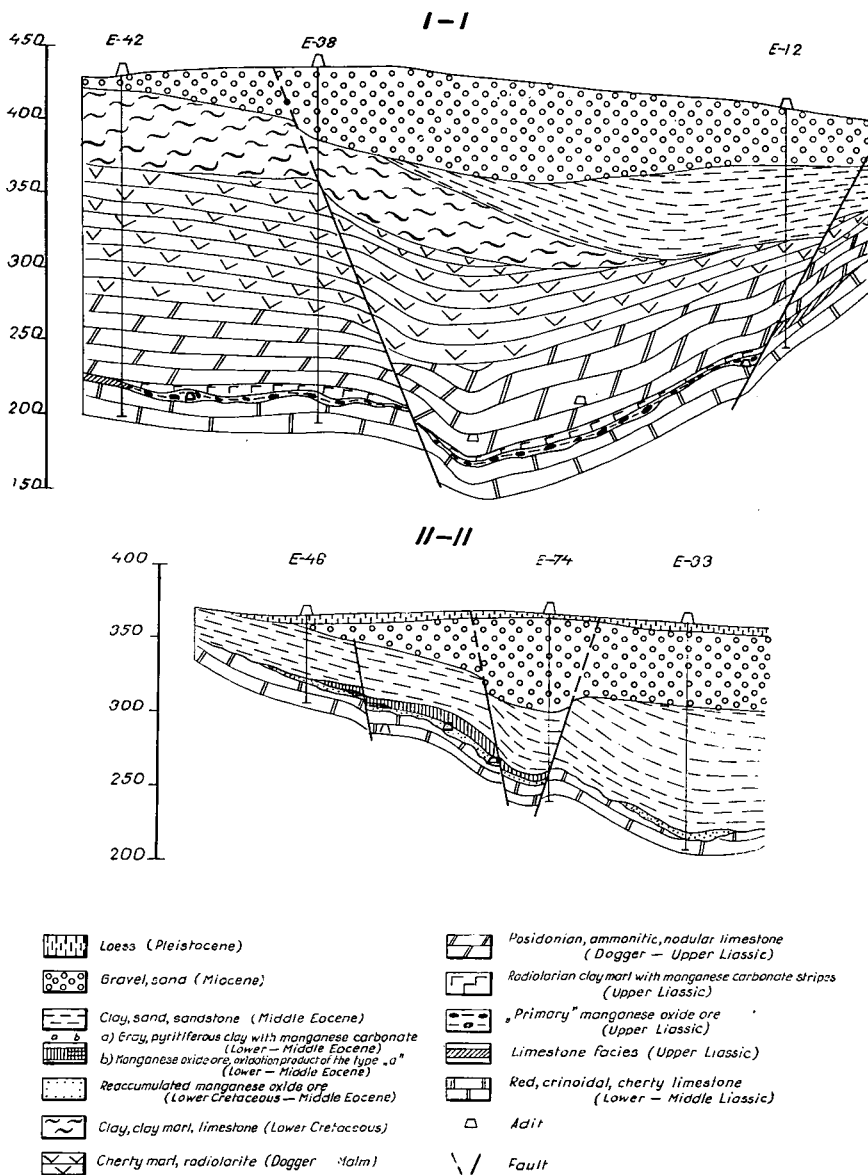 I-I
E-42
E-38
E-12
450
400
350
300
250
200
150
II-II
E-46
E-74
E-33
400
350
300
250
200
Loess (Pleistocene)
Gravel, sand (Miocene)
Clay, sand, sandstone (Middle Eocene)
a b
a) Gray, pyritiferous clay with manganese carbonate
(Lower — Middle Eocene)
b) Manganese oxide ore, oxidation product of the type „a"
(Lower — Middle Eocene)
Reaccumulated manganese oxide ore
(Lower Cretaceous — Middle Eocene)
Clay, clay marl, limestone (Lower Cretaceous)
Cherty marl, radiolarite (Dogger Malm)
Posidonian, ammonitic, nodular limestone
(Dogger — Upper Liassic)
Radiolarian clay marl with manganese carbonate stripes
(Upper Liassic)
„Primary" manganese oxide ore
(Upper Liassic)
Limestone facies (Upper Liassic)
Red, crinoidal, cherty limestone
(Lower — Middle Liassic)
Adit
Fault